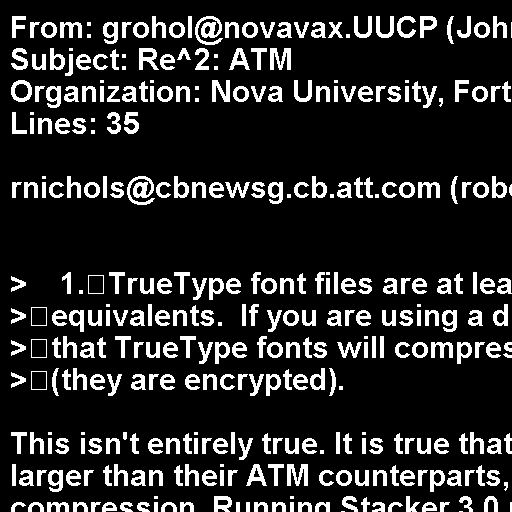 From: grohol@novavax.UUCP (John
Subject: Re^2: ATM
Organization: Nova University, Fort
Lines: 35
rnichols@cbnewsg.cb.att.com (robe
>    1.□TrueType font files are at lea
>□equivalents.  If you are using a d
>□that TrueType fonts will compres
>□(they are encrypted).
This isn't entirely true. It is true that
larger than their ATM counterparts,
compression. Running Stacker 3.0